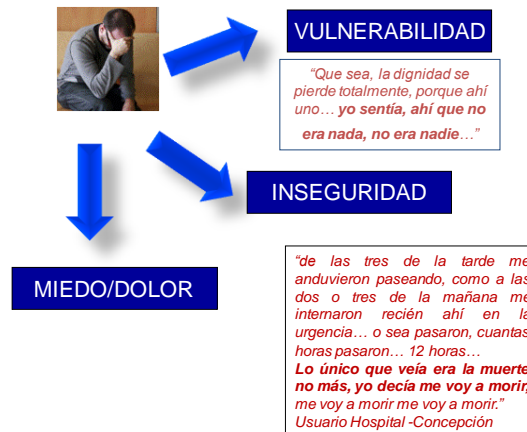 VULNERABILIDAD
“Que sea, la dignidad se
pierde totalmente, porque ahí
uno… yo sentía, ahí que no
era nada, no era nadie…”
INSEGURIDAD
MIEDO/DOLOR
“de las tres de la tarde me
anduvieron paseando, como a las
dos o tres de la mañana me
internaron recién ahí en la
urgencia… o sea pasaron, cuantas
horas pasaron… 12 horas…
Lo único que veía era la muerte
no más, yo decía me voy a morir,
me voy a morir me voy a morir.”
Usuario Hospital -Concepción